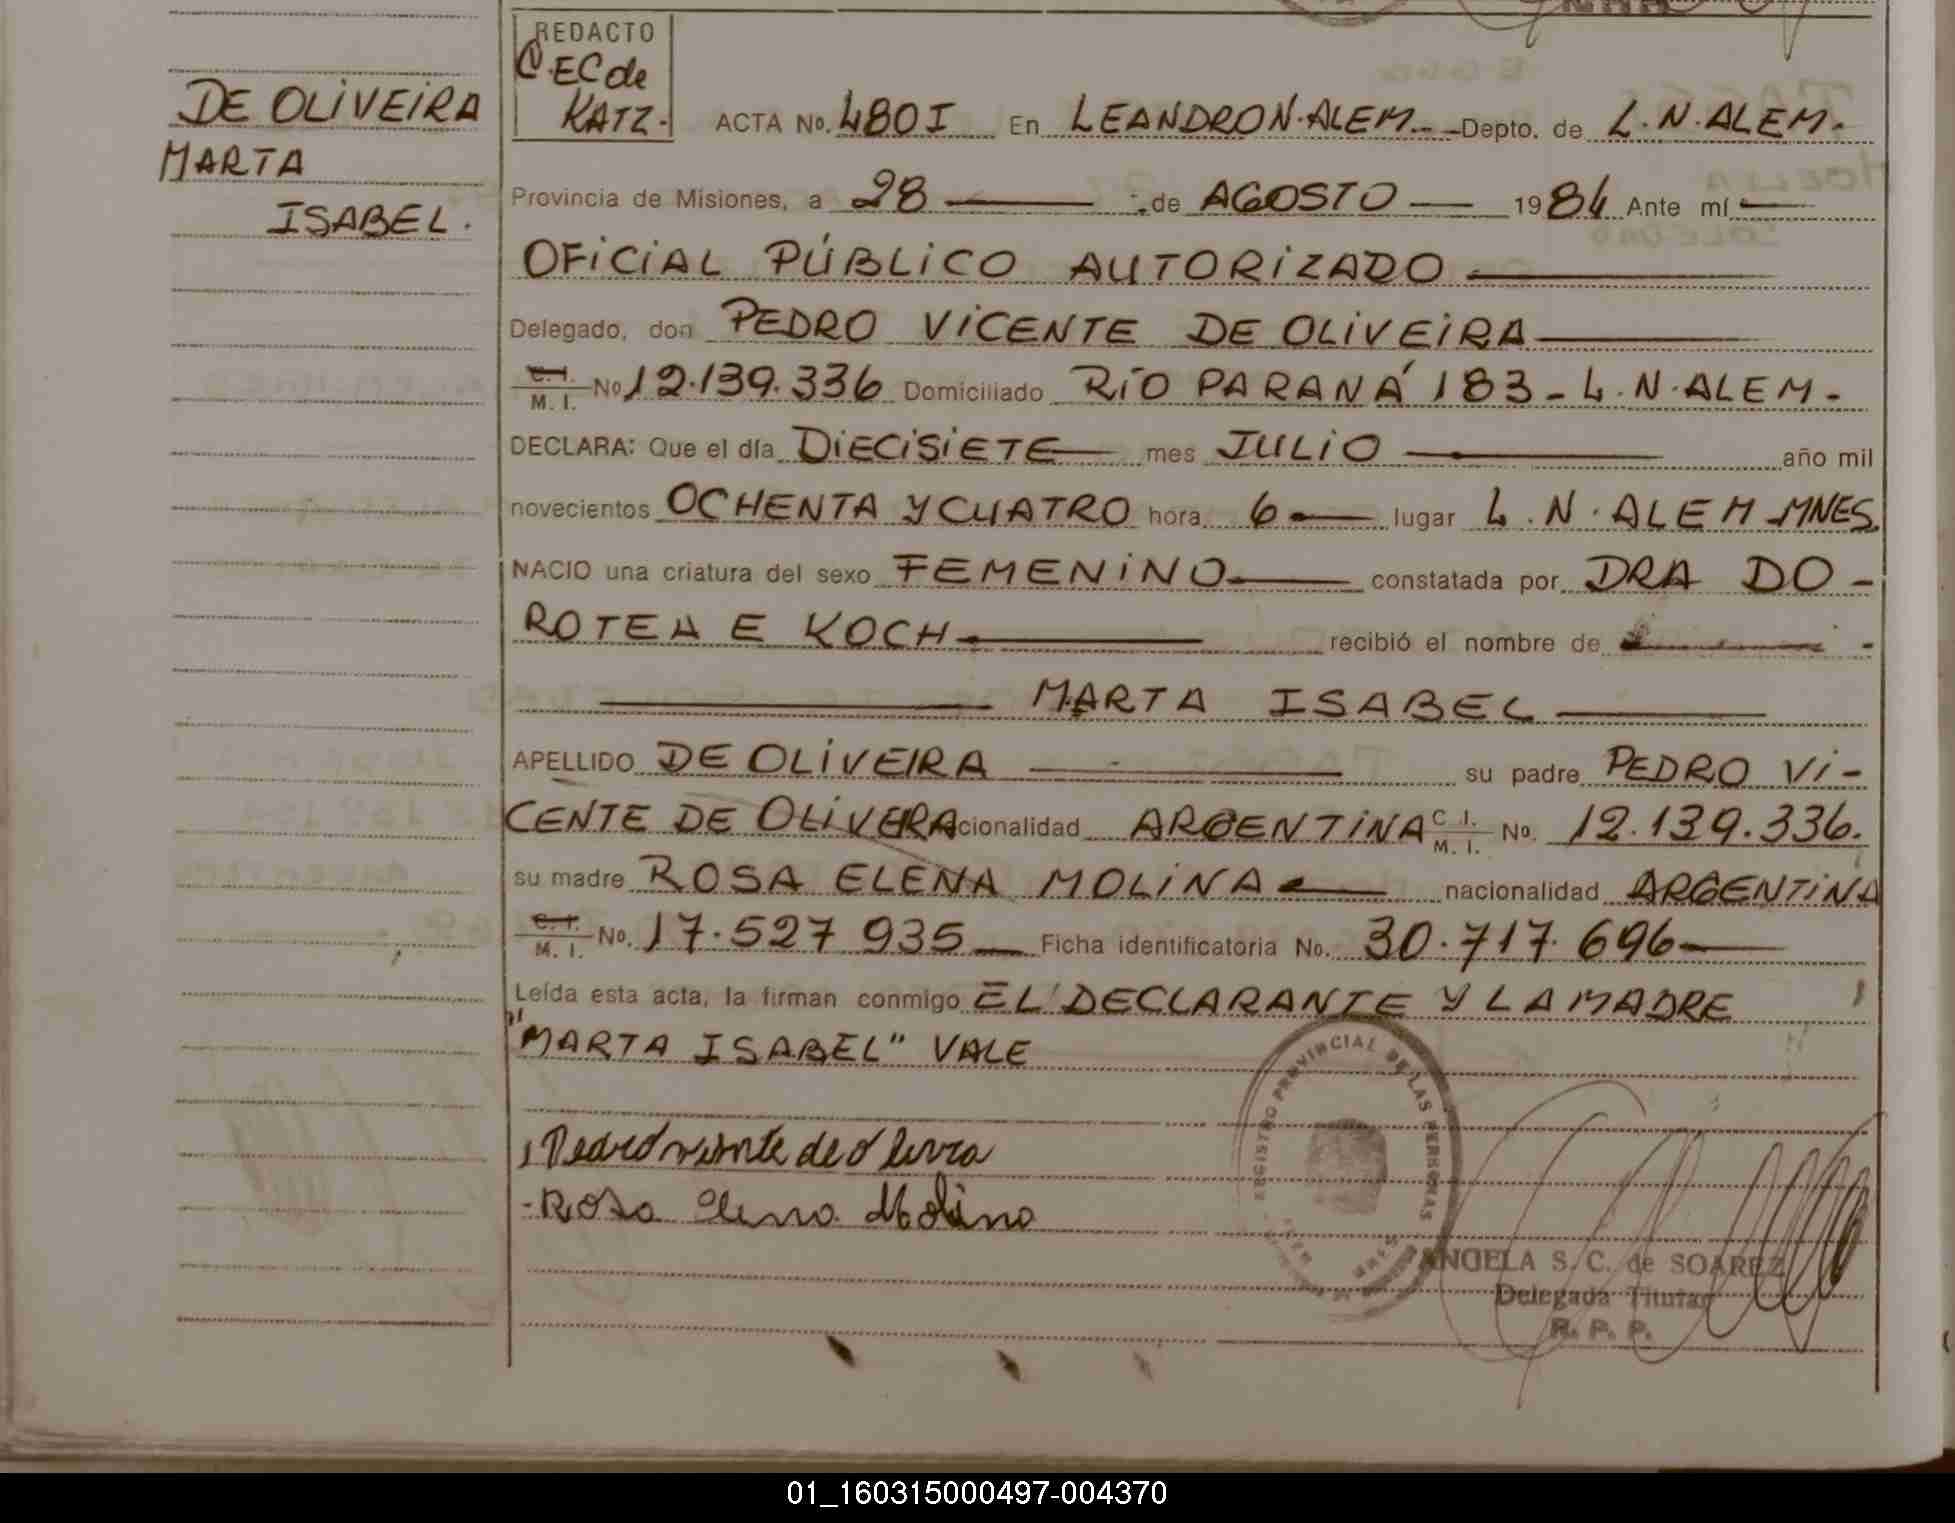 DE OLIVEIRA
MARTA
ISABEL.
REDACTO
C.EC de
KATZ.
ACTA No. 480I En LEANDRO N. ALEM. Depto. de L. N. ALEM.
Provincia de Misiones, a 28 de AGOSTO 1984 Ante mí
OFICIAL PÚBLICO AUTORIZADO
Delegado, don PEDRO VICENTE DE OLIVEIRA
C. I. M. I. No 12.139.336 Domiciliado RÍO PARANÁ 183 - L. N. ALEM.
DECLARA: Que el día DIECISIETE mes JULIO año mil
novecientos OCHENTA Y CUATRO hora 6 lugar L. N. ALEM MNES.
NACIO una criatura del sexo FEMENINO constatada por DRA DO-
ROTEA E KOCH recibió el nombre de
MARTA ISABEL
APELLIDO DE OLIVEIRA su padre PEDRO VI-
CENTE DE OLIVERA cionalidad ARGENTINA C. I. M. I. No. 12.139.336.
su madre ROSA ELENA MOLINA nacionalidad ARGENTINA
C. I. M. I. No. 17.527 935 Ficha identificatoria No. 30.717.696
Leída esta acta, la firman conmigo EL DECLARANTE Y LA MADRE
"MARTA ISABEL" VALE
Pedro visente de olivra
Rosa Elena Molina
REGISTRO PROVINCIAL DE LAS PERSONAS
ANGELA S. C. de SOAREZ
Delegada Titular
R. P. P.
01_160315000497-004370